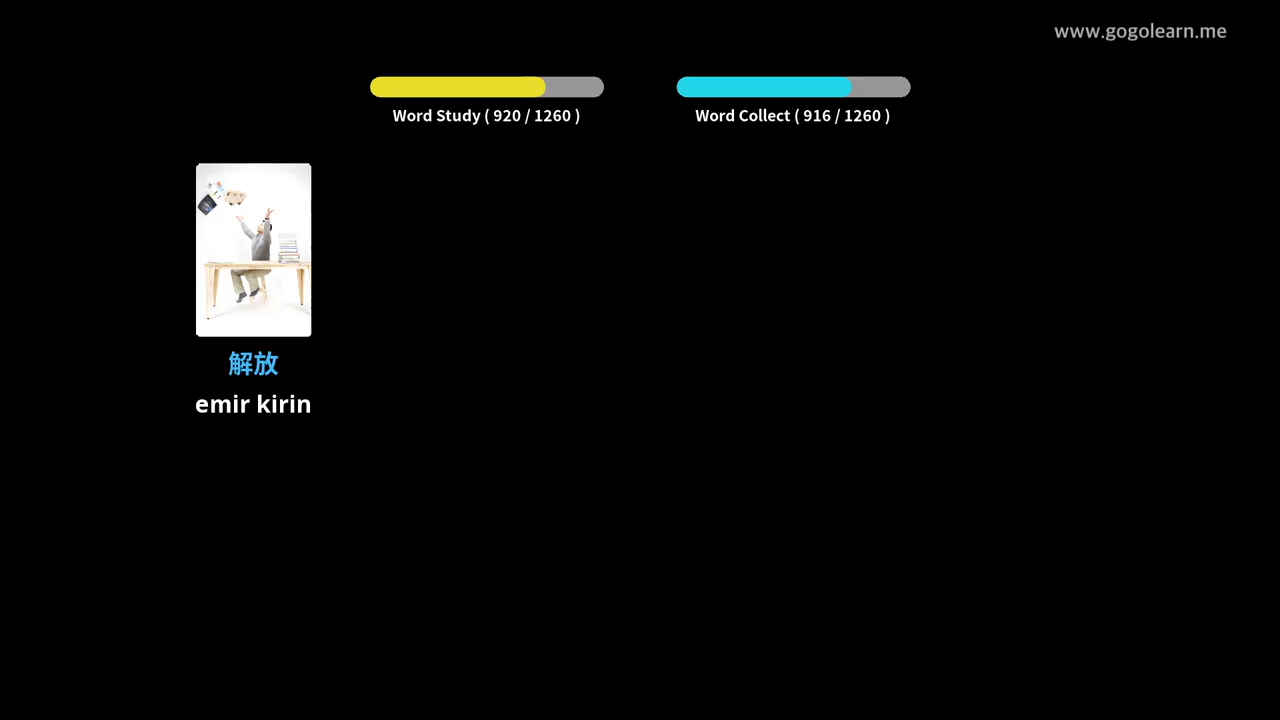 www.gogolearn.me
Word Study ( 920 / 1260 )
Word Collect ( 916 / 1260 )
解放
emir kirin